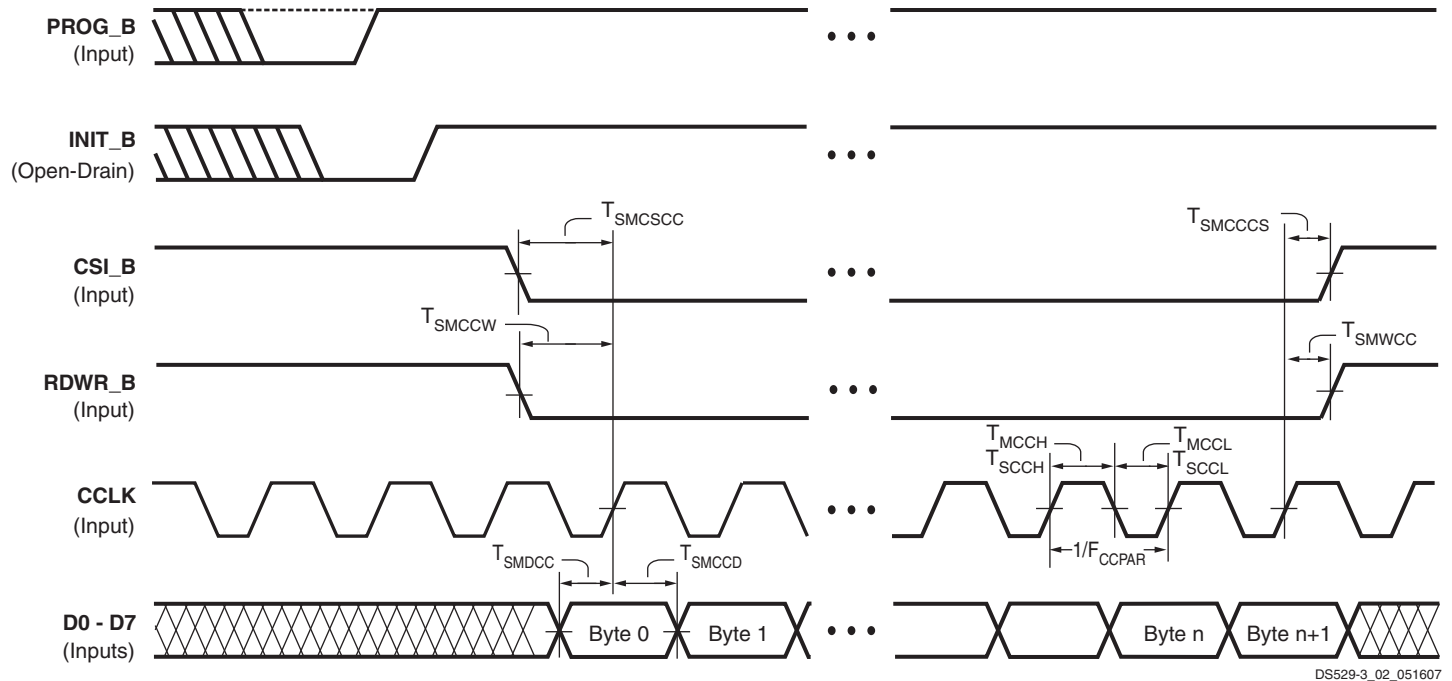 PROG_B
(Input)
INIT_B
(Open-Drain)
T_SMCSCC
T_SMCCCS
CSI_B
(Input)
T_SMCCW
T_SMWCC
RDWR_B
(Input)
T_MCCH
T_SCCH
T_MCCL
T_SCCL
CCLK
(Input)
1/F_CCPAR
T_SMDCC
T_SMCCD
D0 - D7
(Inputs)
Byte 0
Byte 1
Byte n
Byte n+1
DS529-3_02_051607